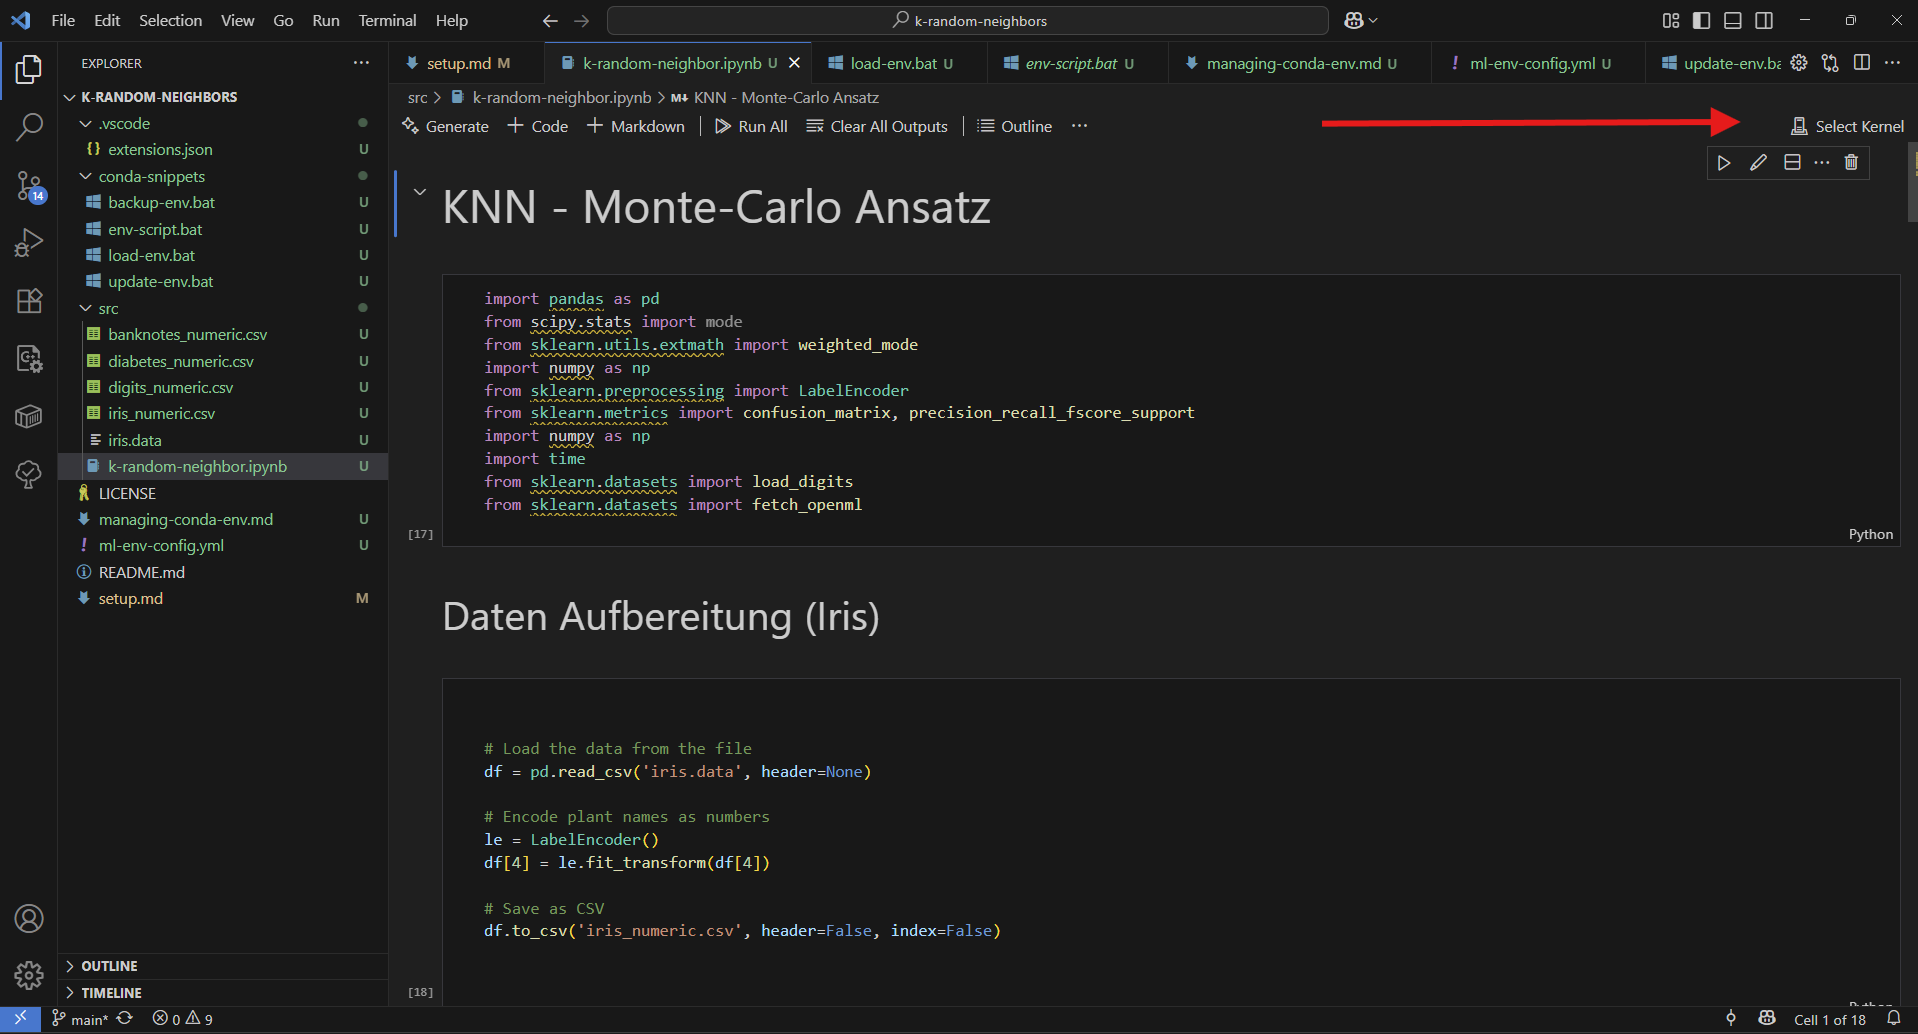 File Edit Selection View Go Run Terminal Help
k-random-neighbors
EXPLORER
K-RANDOM-NEIGHBORS
.vscode
{} extensions.json U
conda-snippets
backup-env.bat U
env-script.bat U
load-env.bat U
update-env.bat U
src
banknotes_numeric.csv U
diabetes_numeric.csv U
digits_numeric.csv U
iris_numeric.csv U
iris.data U
k-random-neighbor.ipynb U
LICENSE
managing-conda-env.md U
! ml-env-config.yml U
README.md
setup.md M
OUTLINE
TIMELINE
14
setup.md M
k-random-neighbor.ipynb U
load-env.bat U
env-script.bat U
managing-conda-env.md U
! ml-env-config.yml U
update-env.ba
src > k-random-neighbor.ipynb > M↓ KNN - Monte-Carlo Ansatz
Generate + Code + Markdown | Run All Clear All Outputs | Outline ···
Select Kernel
KNN - Monte-Carlo Ansatz
import pandas as pd
from scipy.stats import mode
from sklearn.utils.extmath import weighted_mode
import numpy as np
from sklearn.preprocessing import LabelEncoder
from sklearn.metrics import confusion_matrix, precision_recall_fscore_support
import numpy as np
import time
from sklearn.datasets import load_digits
from sklearn.datasets import fetch_openml
[17]
Python
Daten Aufbereitung (Iris)
# Load the data from the file
df = pd.read_csv('iris.data', header=None)
# Encode plant names as numbers
le = LabelEncoder()
df[4] = le.fit_transform(df[4])
# Save as CSV
df.to_csv('iris_numeric.csv', header=False, index=False)
[18]
Python
main* 0 9
Cell 1 of 18